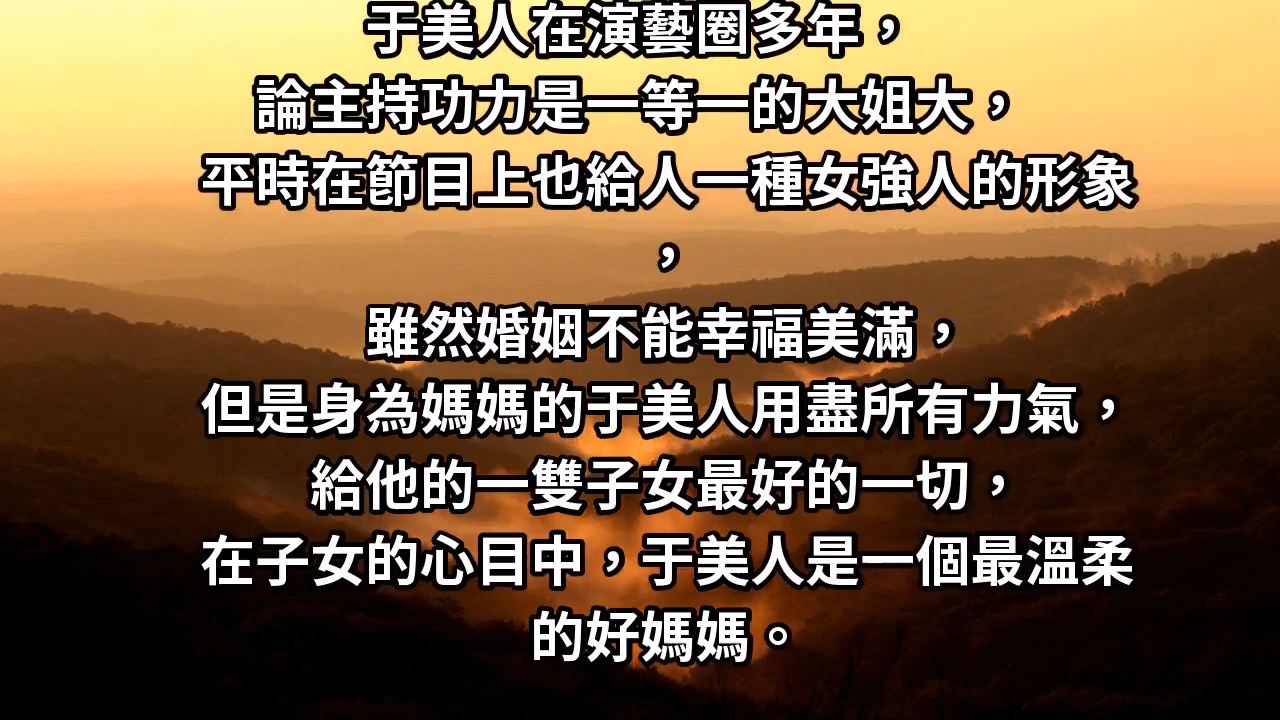 于美人在演藝圈多年，
論主持功力是一等一的大姐大，
平時在節目上也給人一種女強人的形象
，
雖然婚姻不能幸福美滿，
但是身為媽媽的于美人用盡所有力氣，
給他的一雙子女最好的一切，
在子女的心目中，于美人是一個最溫柔
的好媽媽。